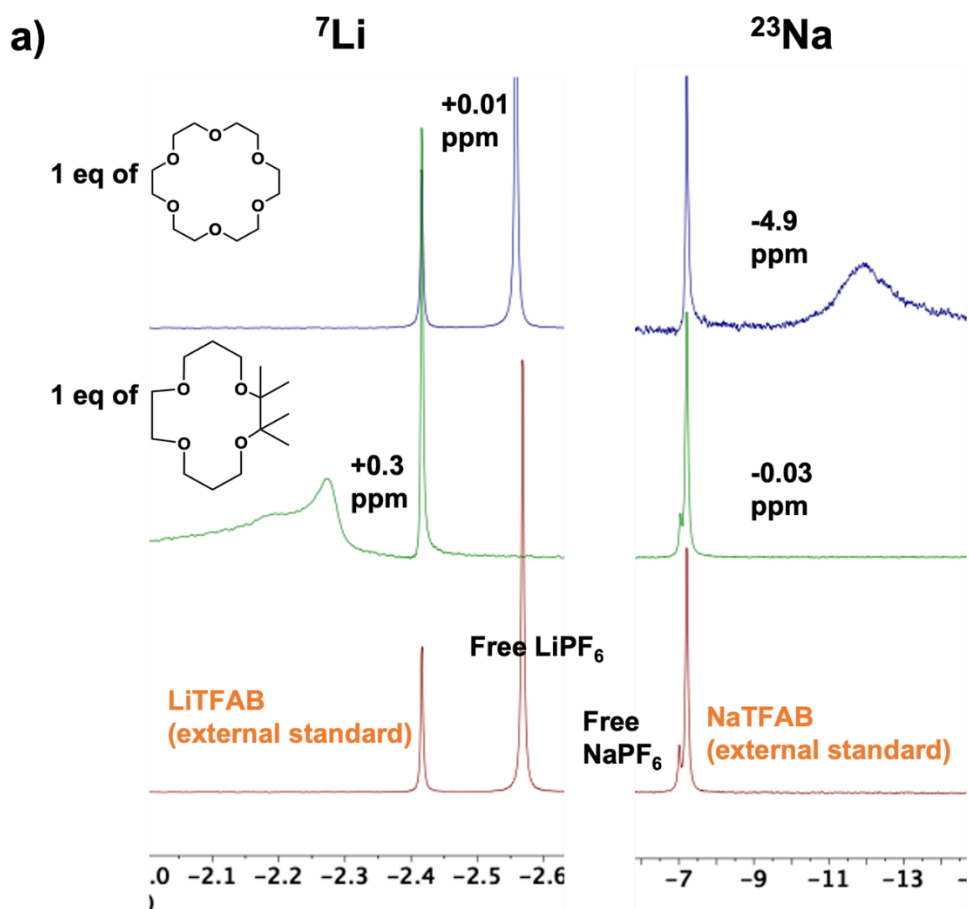 a)
⁷Li
²³Na
+0.01
ppm
1 eq of
O
O
O
O
O
O
-4.9
ppm
1 eq of
O
O
O
O
+0.3
ppm
-0.03
ppm
Free LiPF₆
LiTFAB
(external standard)
Free
NaPF₆
NaTFAB
(external standard)
.0 -2.1 -2.2 -2.3 -2.4 -2.5 -2.6
-7 -9 -11 -13 -
)